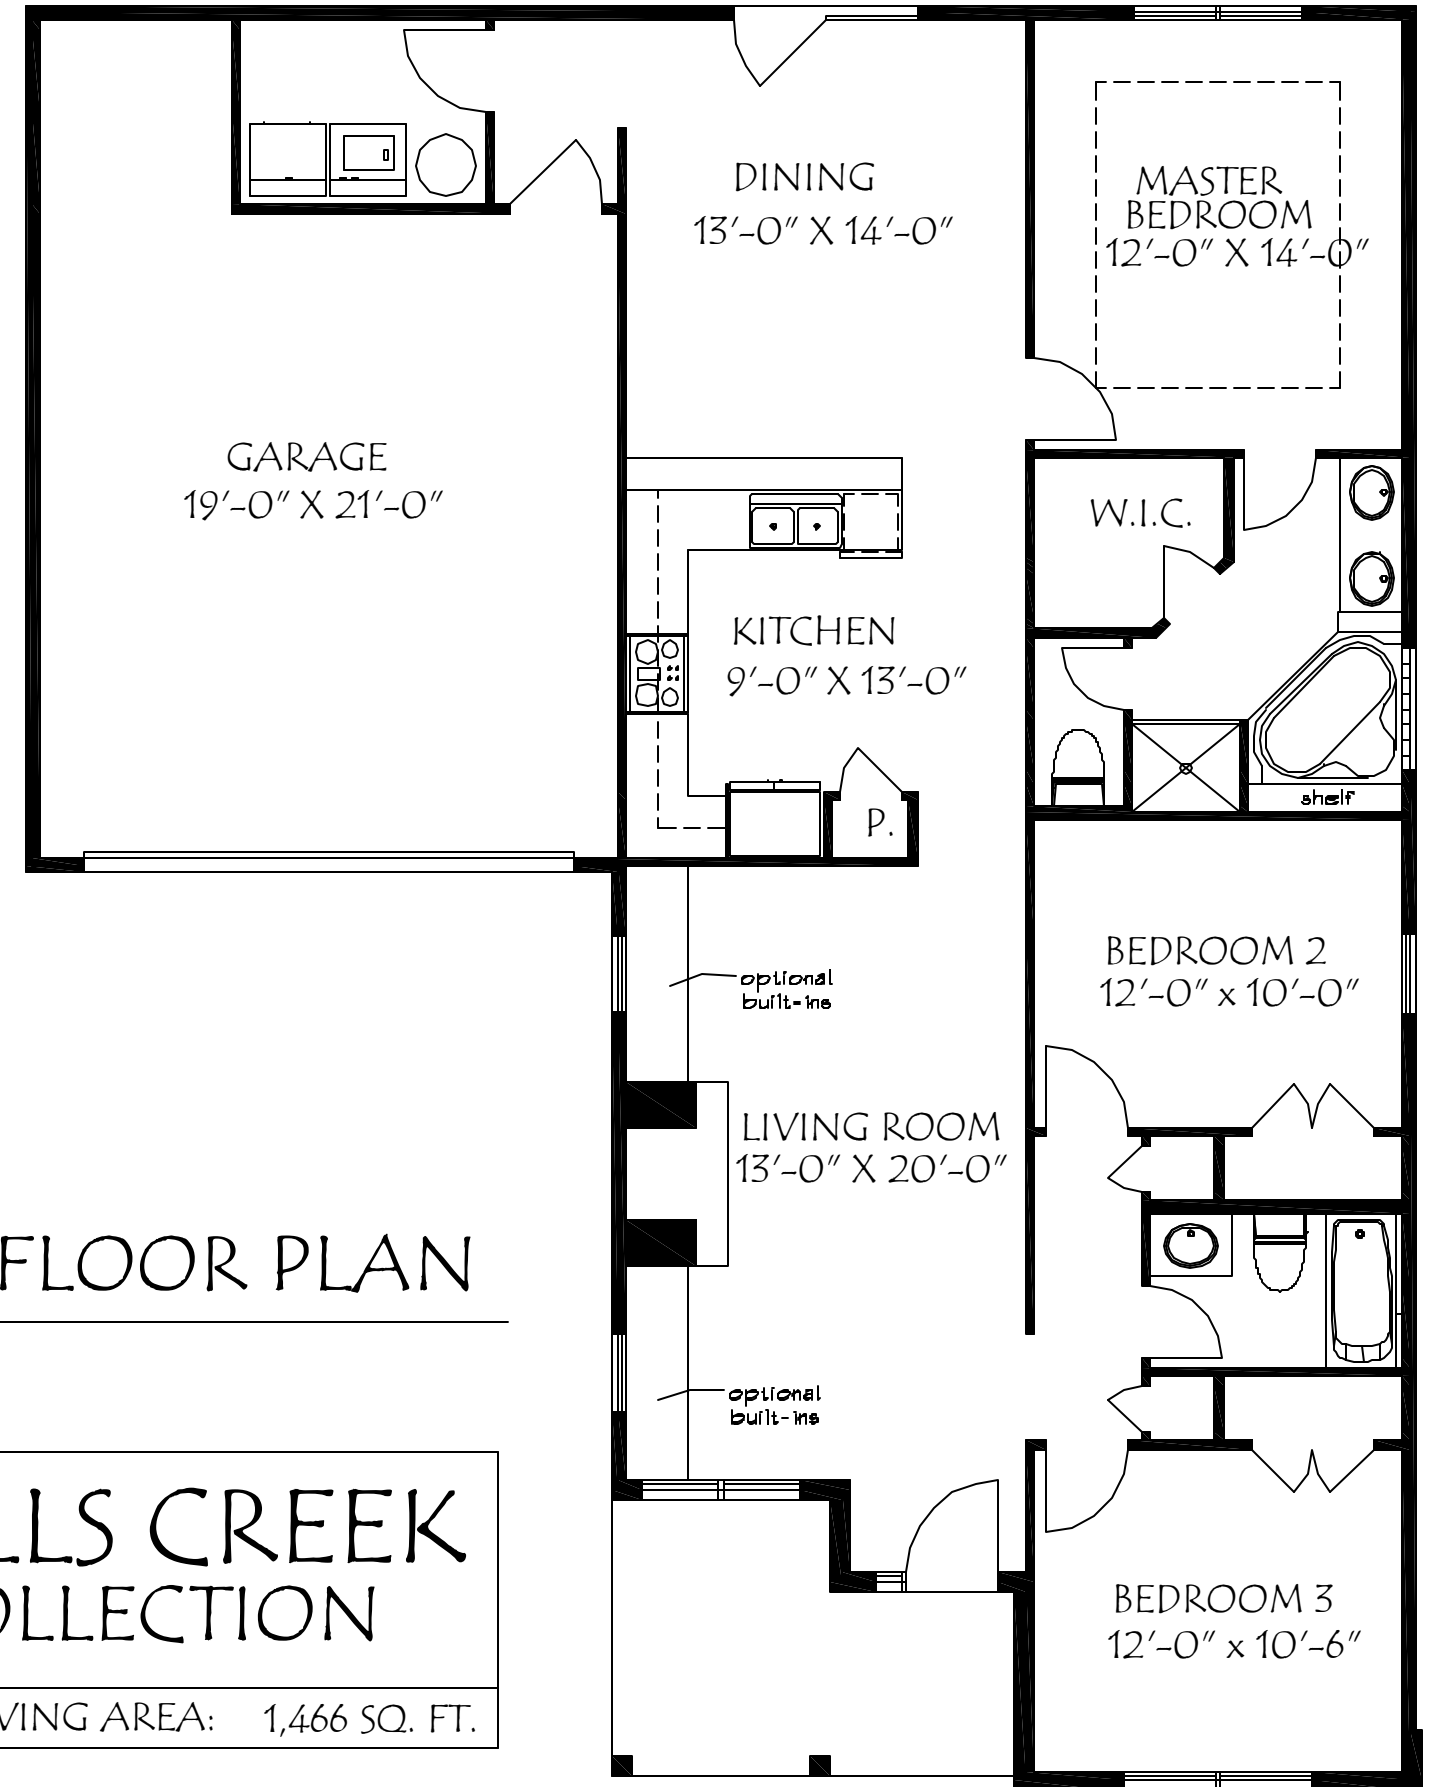 DINING
13'-0" X 14'-0"
MASTER
BEDROOM
12'-0" X 14'-0"
GARAGE
19'-0" X 21'-0"
W.I.C.
KITCHEN
9'-0" X 13'-0"
shelf
P.
BEDROOM 2
12'-0" x 10'-0"
optional
built-ins
LIVING ROOM
13'-0" X 20'-0"
FLOOR PLAN
optional
built-ins
LLS CREEK
OLLECTION
VING AREA: 1,466 SQ. FT.
BEDROOM 3
12'-0" x 10'-6"